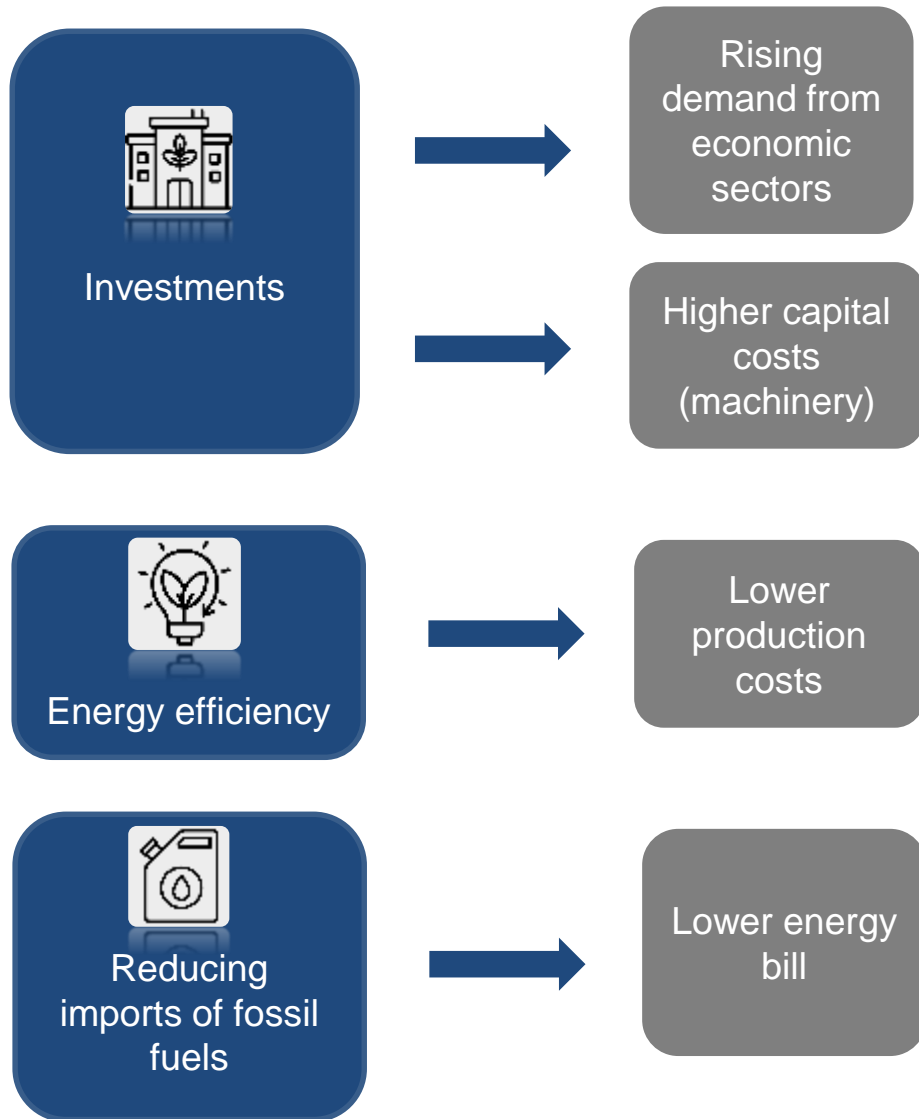 Investments
Rising
demand from
economic
sectors
Higher capital
costs
(machinery)
Energy efficiency
Lower
production
costs
Reducing
imports of fossil
fuels
Lower energy
bill